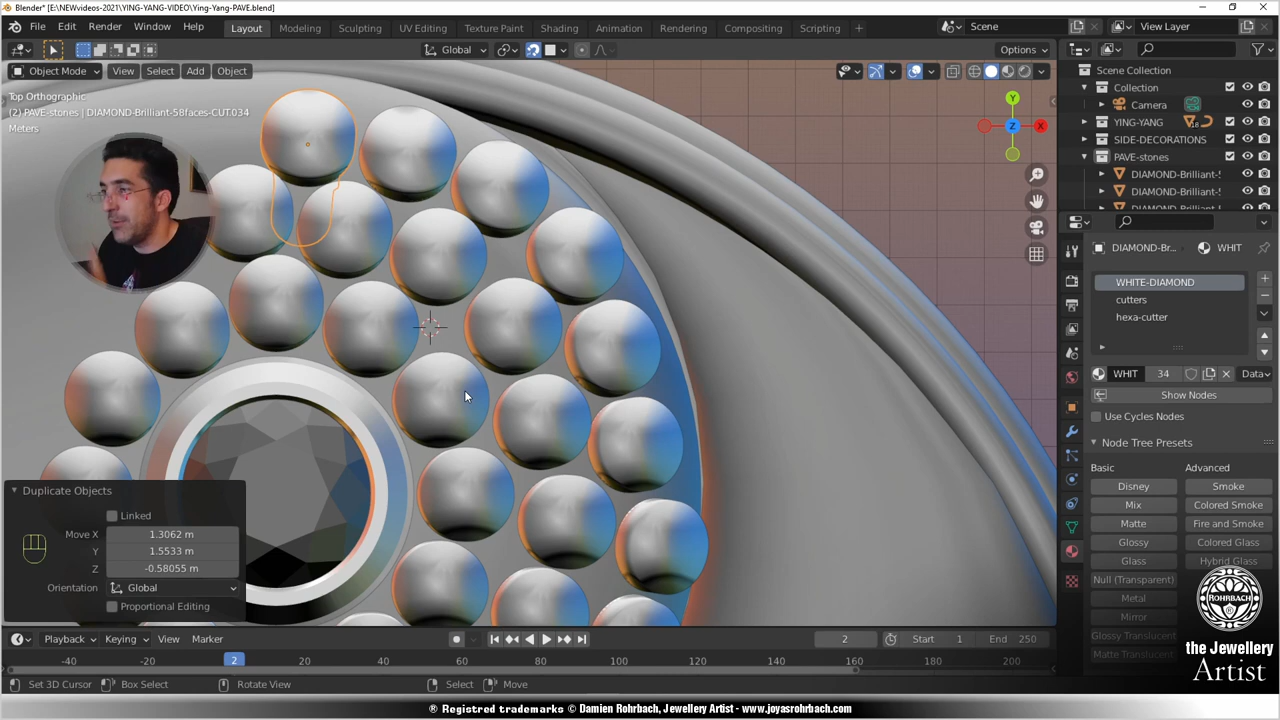 Blender* [E:\NEWvideos-2021\YING-YANG-VIDEO\Ying-Yang-PAVE.blend]
File Edit Render Window Help Layout Modeling Sculpting UV Editing Texture Paint Shading Animation Rendering Compositing Scripting + Scene View Layer
Global Options
Object Mode View Select Add Object
Top Orthographic
(2) PAVE-stones | DIAMOND-Brilliant-58faces-CUT.034
Meters
Y
Z
X
Scene Collection
Collection
Camera
YING-YANG 18
SIDE-DECORATIONS
PAVE-stones
DIAMOND-Brilliant-!
DIAMOND-Brilliant-!
DIAMOND-Br... WHIT
WHITE-DIAMOND
cutters
hexa-cutter
WHIT 34 Data
Show Nodes
Use Cycles Nodes
Node Tree Presets
Basic Advanced
Disney Smoke
Mix Colored Smoke
Matte Fire and Smoke
Glossy Colored Glass
Glass Hybrid Glass
Null (Transparent)
Metal
Mirror
Glossy Translucent
Matte Translucent
Duplicate Objects
Linked
Move X 1.3062 m
Y 1.5533 m
Z -0.58055 m
Orientation Global
Proportional Editing
ROHRBACH
the Jewellery
Artist
Playback Keying View Marker 2 Start 1 End 250
-40 -20 2 20 40 60 80 100 120 140 160 180 200
Set 3D Cursor Box Select Rotate View Select Move
® Registered trademarks © Damien Rohrbach, Jewellery Artist - www.joyasrohrbach.com